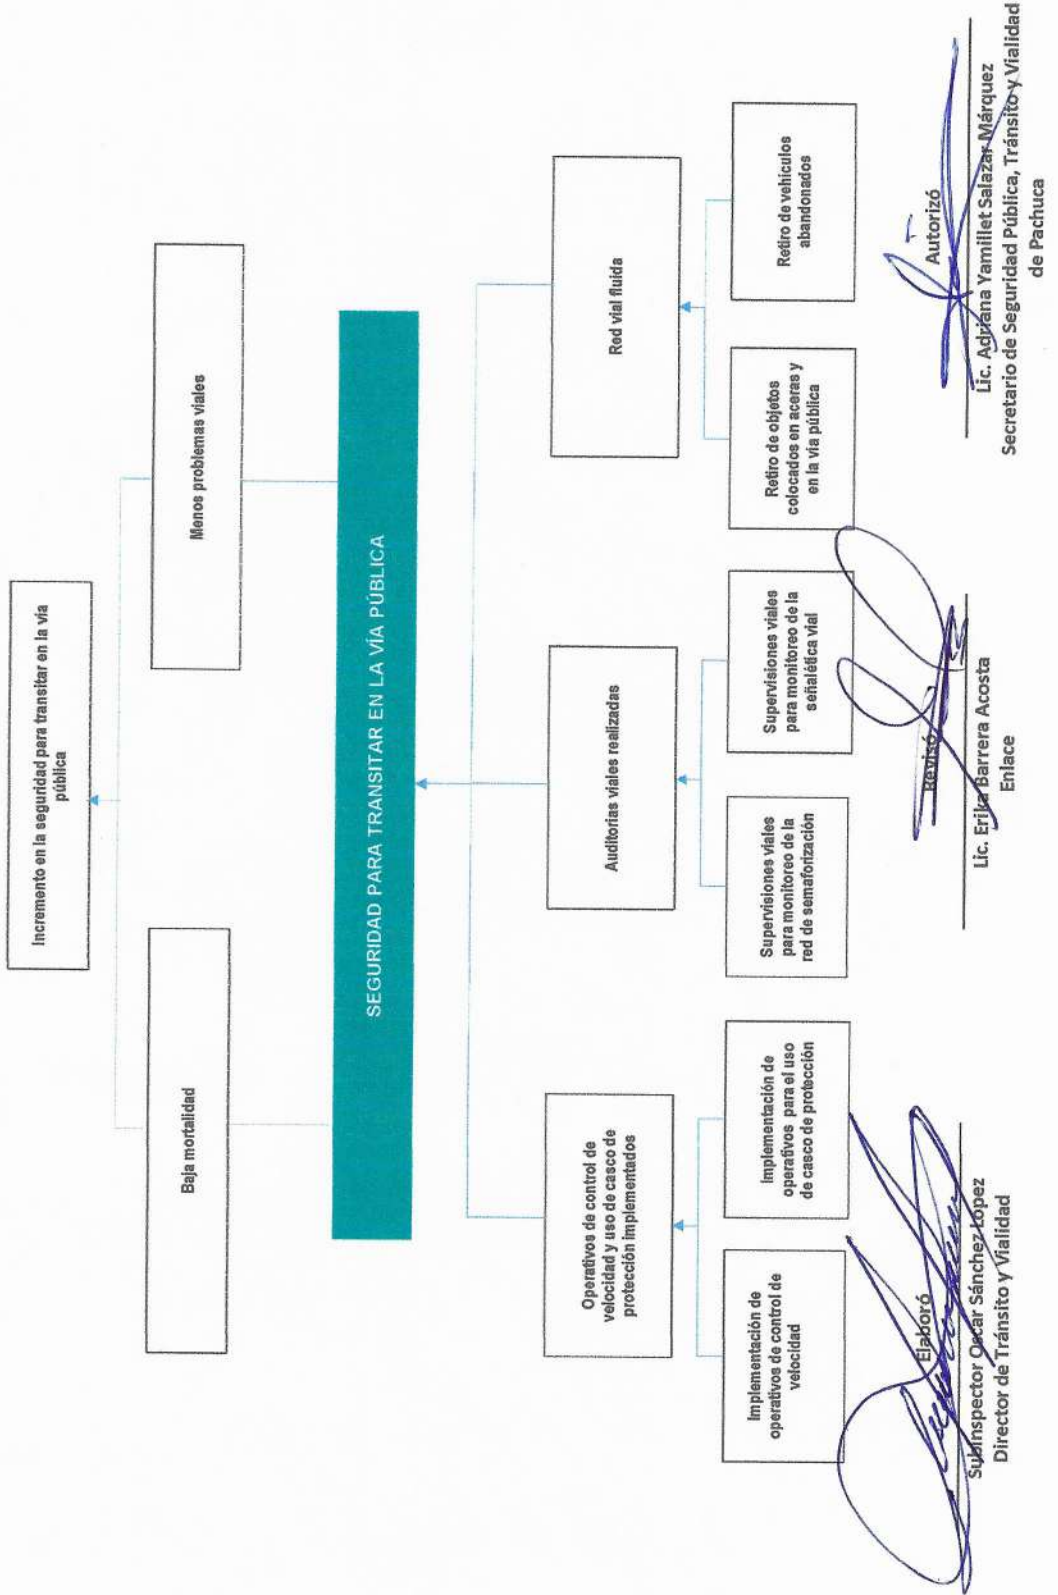 Incremento en la seguridad para transitar en la vía
pública
Baja mortalidad
Menos problemas viales
SEGURIDAD PARA TRANSITAR EN LA VÍA PÚBLICA
Operativos de control de
velocidad y uso de casco de
protección implementados
Auditorias viales realizadas
Red vial fluida
Implementación de
operativos de control de
velocidad
Implementación de
operativos para el uso
de casco de protección
Supervisiones viales
para monitoreo de la
red de semaforización
Supervisiones viales
para monitoreo de la
señalética vial
Retiro de objetos
colocados en aceras y
en la vía pública
Retiro de vehículos
abandonados
Elaboró
Subinspector Oscar Sánchez Lopez
Director de Tránsito y Vialidad
Revisó
Lic. Erika Barrera Acosta
Enlace
Autorizó
Lic. Adriana Yamillet Salazar Márquez
Secretario de Seguridad Pública, Tránsito y Vialidad
de Pachuca